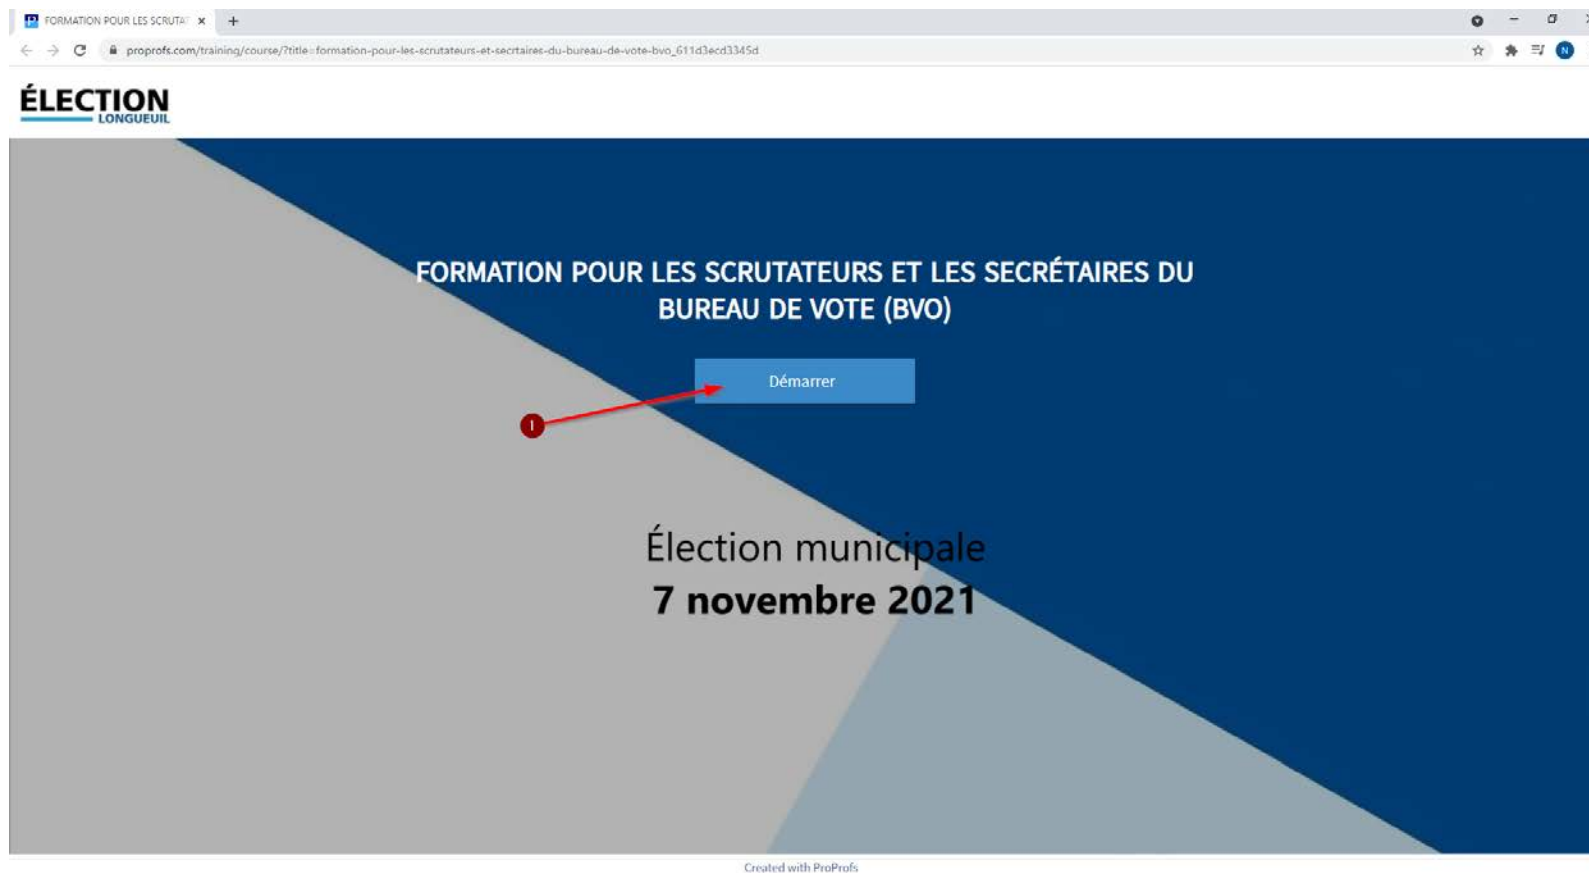 FORMATION POUR LES SCRUTAT
proprofs.com/training/course/?title=formation-pour-les-scrutateurs-et-secrtaires-du-bureau-de-vote-bvo_611d3ecd3345d
N
ÉLECTION
LONGUEUIL
FORMATION POUR LES SCRUTATEURS ET LES SECRÉTAIRES DU
BUREAU DE VOTE (BVO)
Démarrer
1
Élection municipale
7 novembre 2021
Created with ProProfs